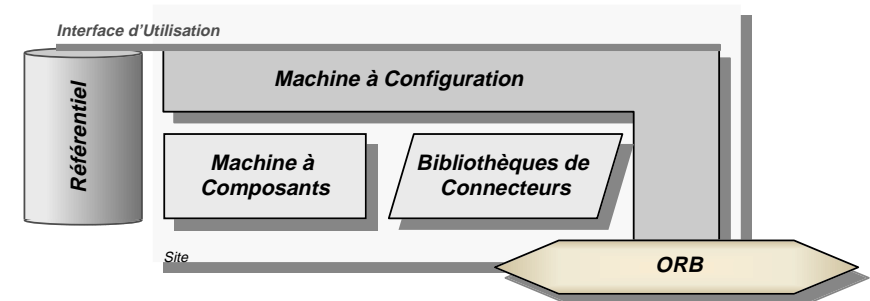 Interface d'Utilisation
Référentiel
Machine à Configuration
Machine à
Composants
Bibliothèques de
Connecteurs
Site
ORB